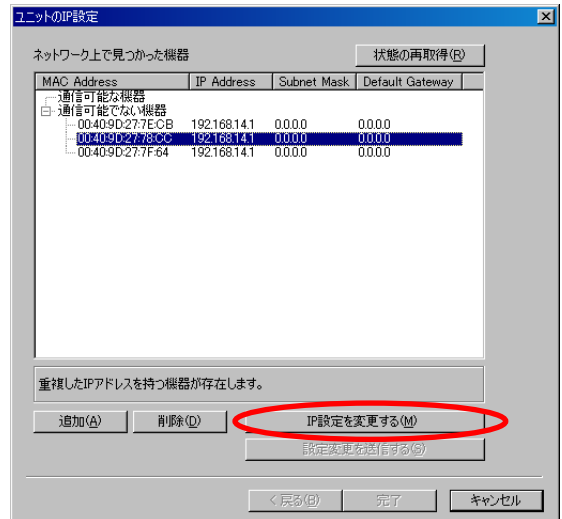 ユニットのIP設定
ネットワーク上で見つかった機器
状態の再取得(R)
MAC Address IP Address Subnet Mask Default Gateway
通信可能な機器
通信可能でない機器
00:40:9D:27:7E:CB 192.168.14.1 0.0.0.0 0.0.0.0
00:40:9D:27:78:CC 192.168.14.1 0.0.0.0 0.0.0.0
00:40:9D:27:7F:64 192.168.14.1 0.0.0.0 0.0.0.0
重複したIPアドレスを持つ機器が存在します。
追加(A) 削除(D) IP設定を変更する(M)
設定変更を送信する(S)
< 戻る(B) 完了 キャンセル